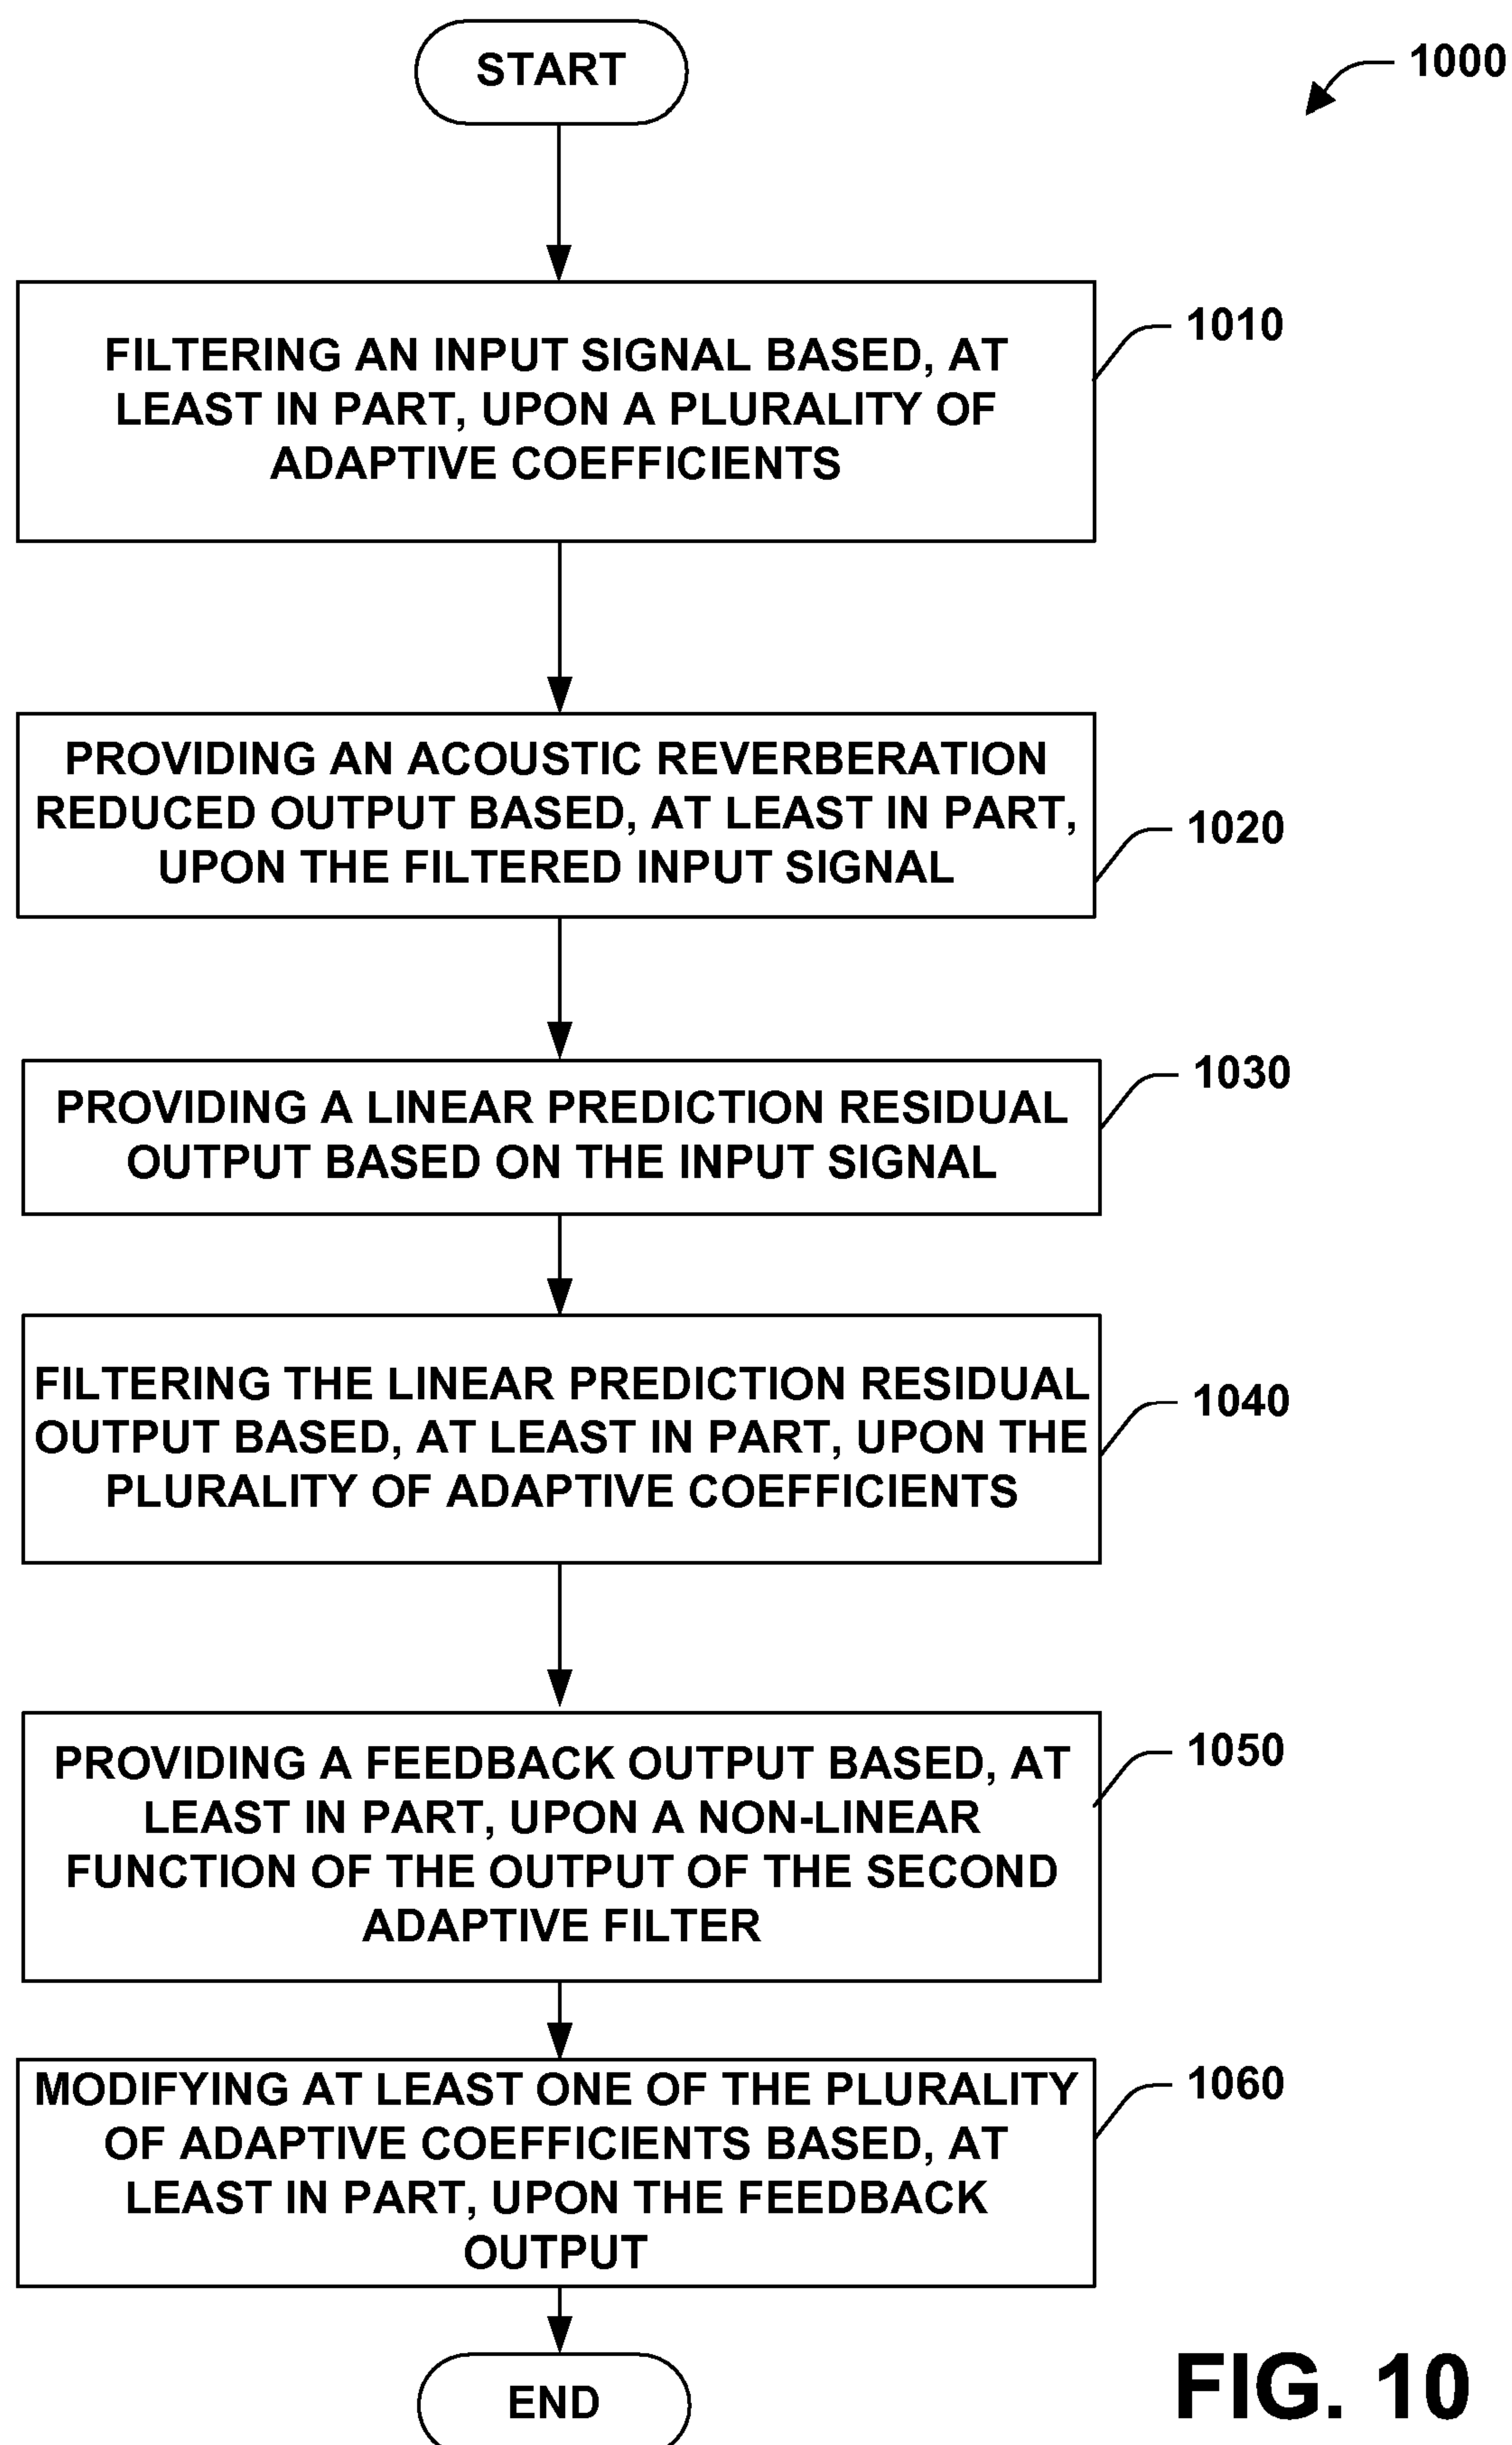 START
1000
FILTERING AN INPUT SIGNAL BASED, AT
LEAST IN PART, UPON A PLURALITY OF
ADAPTIVE COEFFICIENTS
1010
PROVIDING AN ACOUSTIC REVERBERATION
REDUCED OUTPUT BASED, AT LEAST IN PART,
UPON THE FILTERED INPUT SIGNAL
1020
PROVIDING A LINEAR PREDICTION RESIDUAL
OUTPUT BASED ON THE INPUT SIGNAL
1030
FILTERING THE LINEAR PREDICTION RESIDUAL
OUTPUT BASED, AT LEAST IN PART, UPON THE
PLURALITY OF ADAPTIVE COEFFICIENTS
1040
PROVIDING A FEEDBACK OUTPUT BASED, AT
LEAST IN PART, UPON A NON-LINEAR
FUNCTION OF THE OUTPUT OF THE SECOND
ADAPTIVE FILTER
1050
MODIFYING AT LEAST ONE OF THE PLURALITY
OF ADAPTIVE COEFFICIENTS BASED, AT
LEAST IN PART, UPON THE FEEDBACK
OUTPUT
1060
END
FIG. 10